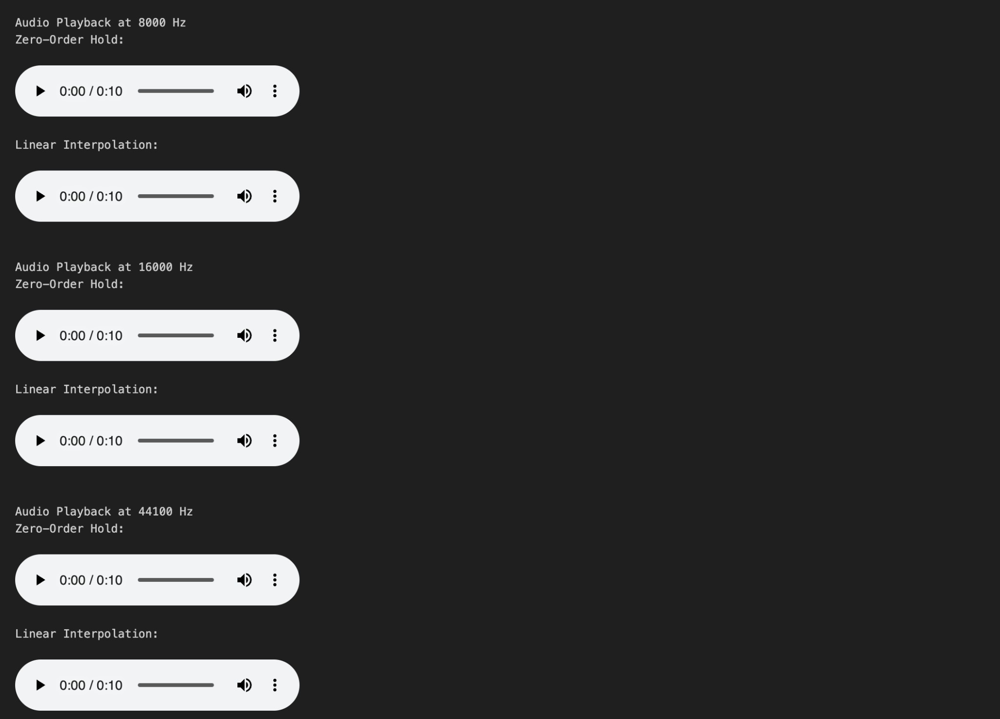 Audio Playback at 8000 Hz
Zero-Order Hold:
0:00 / 0:10
Linear Interpolation:
0:00 / 0:10
Audio Playback at 16000 Hz
Zero-Order Hold:
0:00 / 0:10
Linear Interpolation:
0:00 / 0:10
Audio Playback at 44100 Hz
Zero-Order Hold:
0:00 / 0:10
Linear Interpolation:
0:00 / 0:10